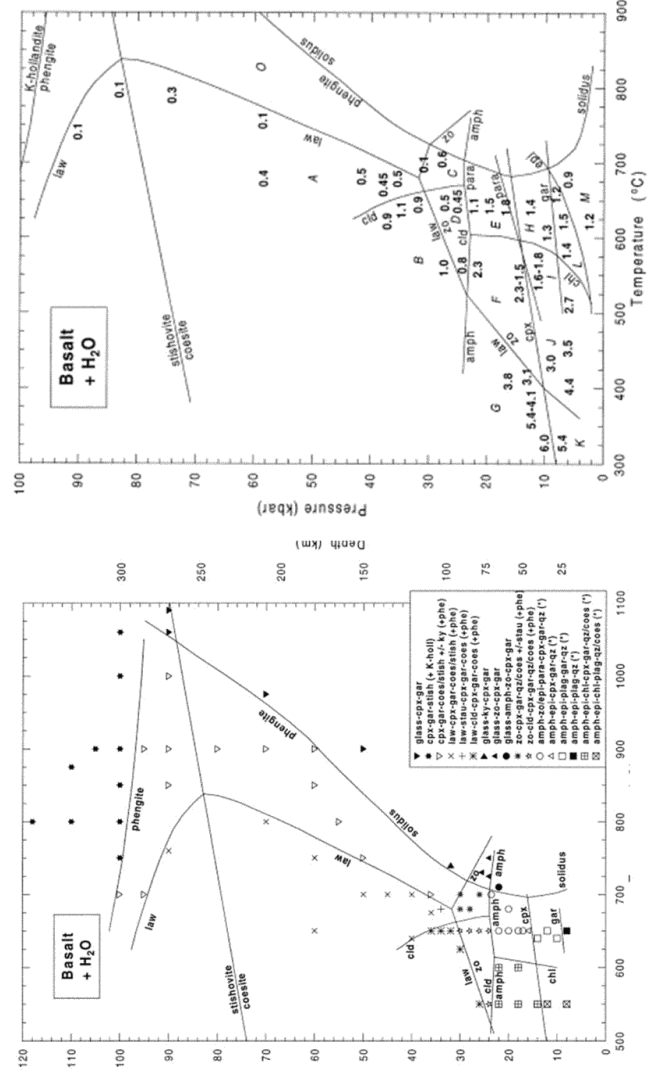 Basalt
+ H2O
K-hollandite
phengite
law
stishovite
coesite
law
phengite
solidus
cld
law
zo
cld
amph
zo
amph
para
para
epi
gar
cpx
chl
law
zo
solidus
0.1
0.1
0.3
0.1
0.4
0.5
0.45
0.5
0.9
1.1
0.9
0.1
0.6
0.5
0.45
1.0
0.8
2.3
1.1
1.5
1.8
1.4
1.2
0.9
1.3
1.5
1.2
2.3-1.5
1.6-1.8
1.4
2.7
3.8
3.1
5.4-4.1
3.0
3.5
4.4
6.0
5.4
A
B
C
D
E
F
G
H
I
J
K
L
M
O
100
90
80
70
60
50
40
30
20
10
0
Pressure (kbar)
300
400
500
600
700
800
900
Temperature (°C)
Basalt
+ H2O
phengite
law
stishovite
coesite
law
phengite
solidus
cld
law
zo
cld
amph
zo
amph
amph
cpx
gar
chl
solidus
120
110
100
90
80
70
60
50
40
30
20
10
0
500
600
700
800
900
1000
1100
Depth (km)
300
250
200
150
100
75
50
25
glass-cpx-gar
cpx-gar-stish (+ K-holl)
cpx-gar-coes/stish +/- ky (+phe)
law-cpx-gar-coes/stish (+phe)
law-stau-cpx-gar-coes (+phe)
law-cld-cpx-gar-coes (+phe)
glass-ky-cpx-gar
glass-zo-cpx-gar
glass-amph-zo-cpx-gar
zo-cpx-gar-qz/coes +/-stau (+phe)
zo-cld-cpx-gar-qz/coes (+phe)
amph-zo/epi-para-cpx-gar-qz (*)
amph-epi-cpx-gar-qz (*)
amph-epi-plag-gar-qz (*)
amph-epi-plag-qz (*)
amph-epi-chl-cpx-gar-qz/coes (*)
amph-epi-chl-plag-qz/coes (*)